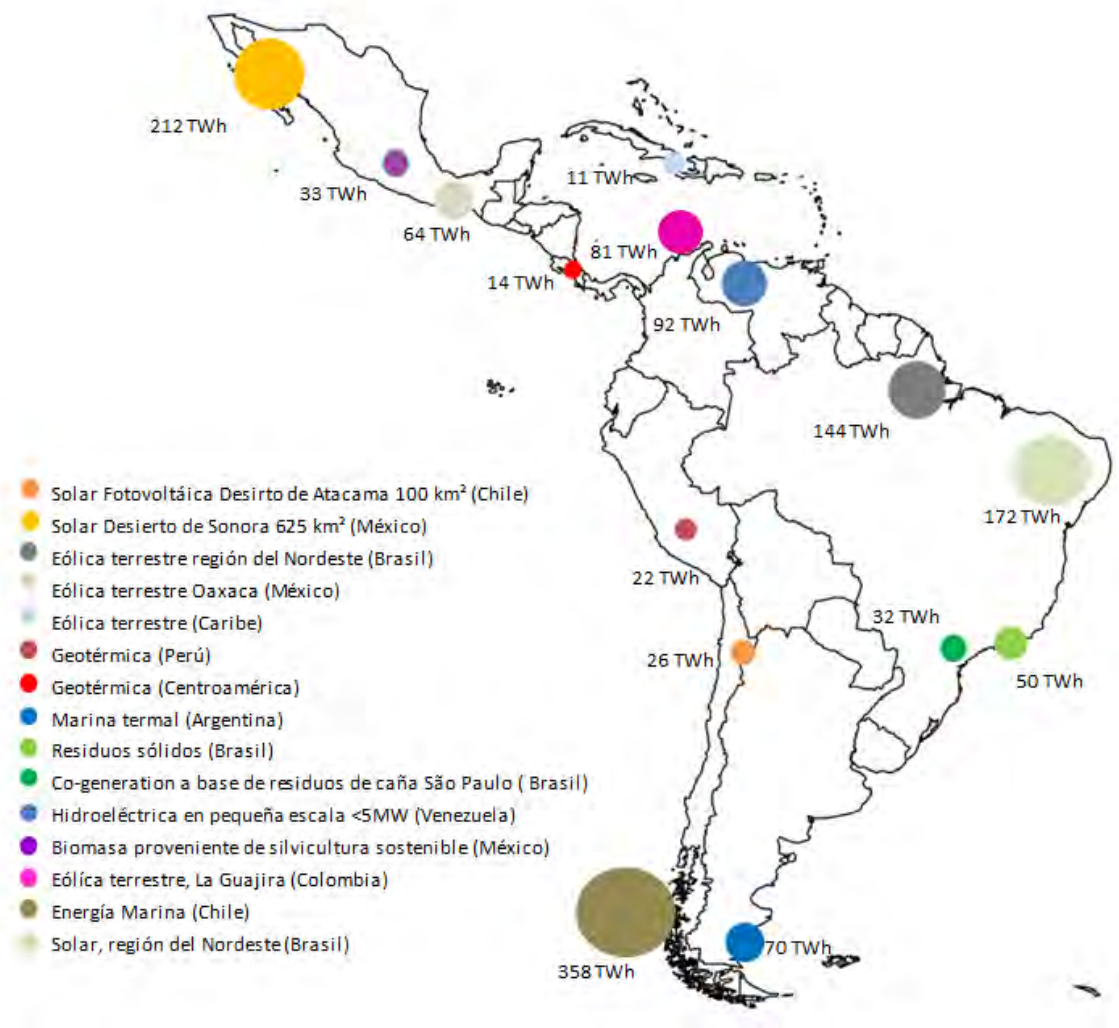 212 TWh
11 TWh
33 TWh
64 TWh
81 TWh
14 TWh
92 TWh
144 TWh
Solar Fotovoltáica Desirto de Atacama 100 km² (Chile)
Solar Desierto de Sonora 625 km² (México)
172 TWh
Eólica terrestre región del Nordeste (Brasil)
22 TWh
Eólica terrestre Oaxaca (México)
32 TWh
Eólica terrestre (Caribe)
Geotérmica (Perú)
26 TWh
50 TWh
Geotérmica (Centroamérica)
Marina termal (Argentina)
Residuos sólidos (Brasil)
Co-generation a base de residuos de caña São Paulo ( Brasil)
Hidroeléctrica en pequeña escala <5MW (Venezuela)
Biomasa proveniente de silvicultura sostenible (México)
Eólíca terrestre, La Guajira (Colombia)
Energía Marina (Chile)
Solar, región del Nordeste (Brasil)
70 TWh
358 TWh